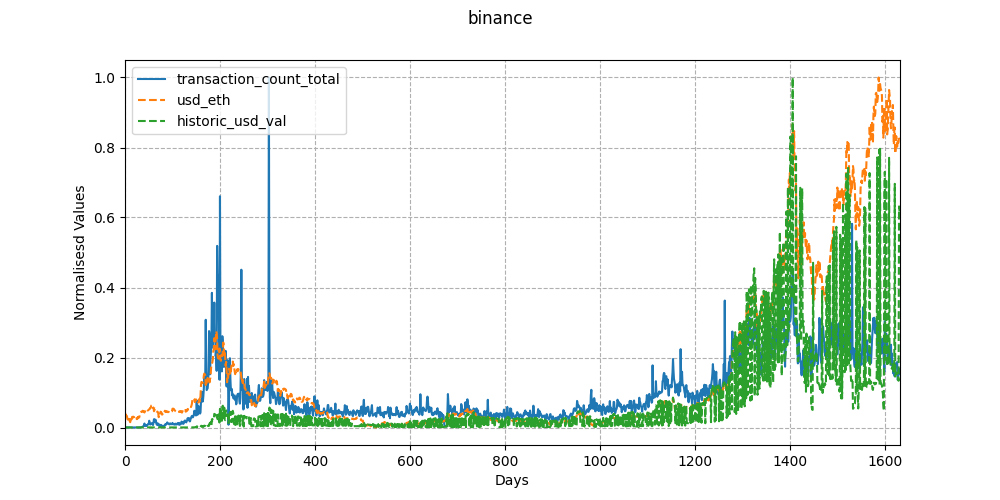 binance
transaction_count_total
usd_eth
historic_usd_val
Normalisesd Values
1.0
0.8
0.6
0.4
0.2
0.0
0 200 400 600 800 1000 1200 1400 1600
Days